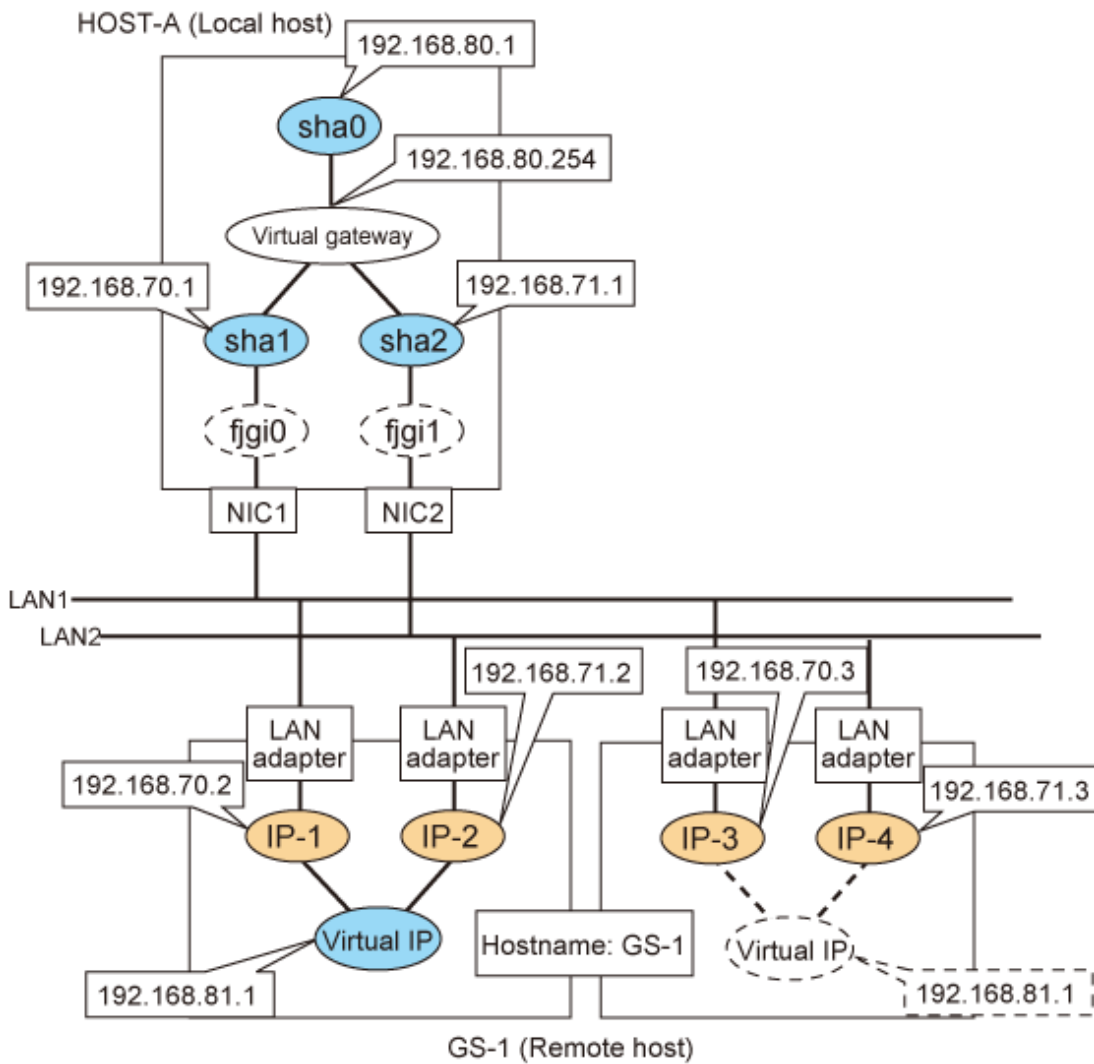 HOST-A (Local host)
192.168.80.1
sha0
192.168.80.254
Virtual gateway
192.168.70.1
192.168.71.1
sha1
sha2
fjgi0
fjgi1
NIC1
NIC2
LAN1
LAN2
192.168.71.2
192.168.70.3
LAN
adapter
LAN
adapter
LAN
adapter
LAN
adapter
192.168.70.2
192.168.71.3
IP-1
IP-2
IP-3
IP-4
Virtual IP
Hostname: GS-1
Virtual IP
192.168.81.1
192.168.81.1
GS-1 (Remote host)